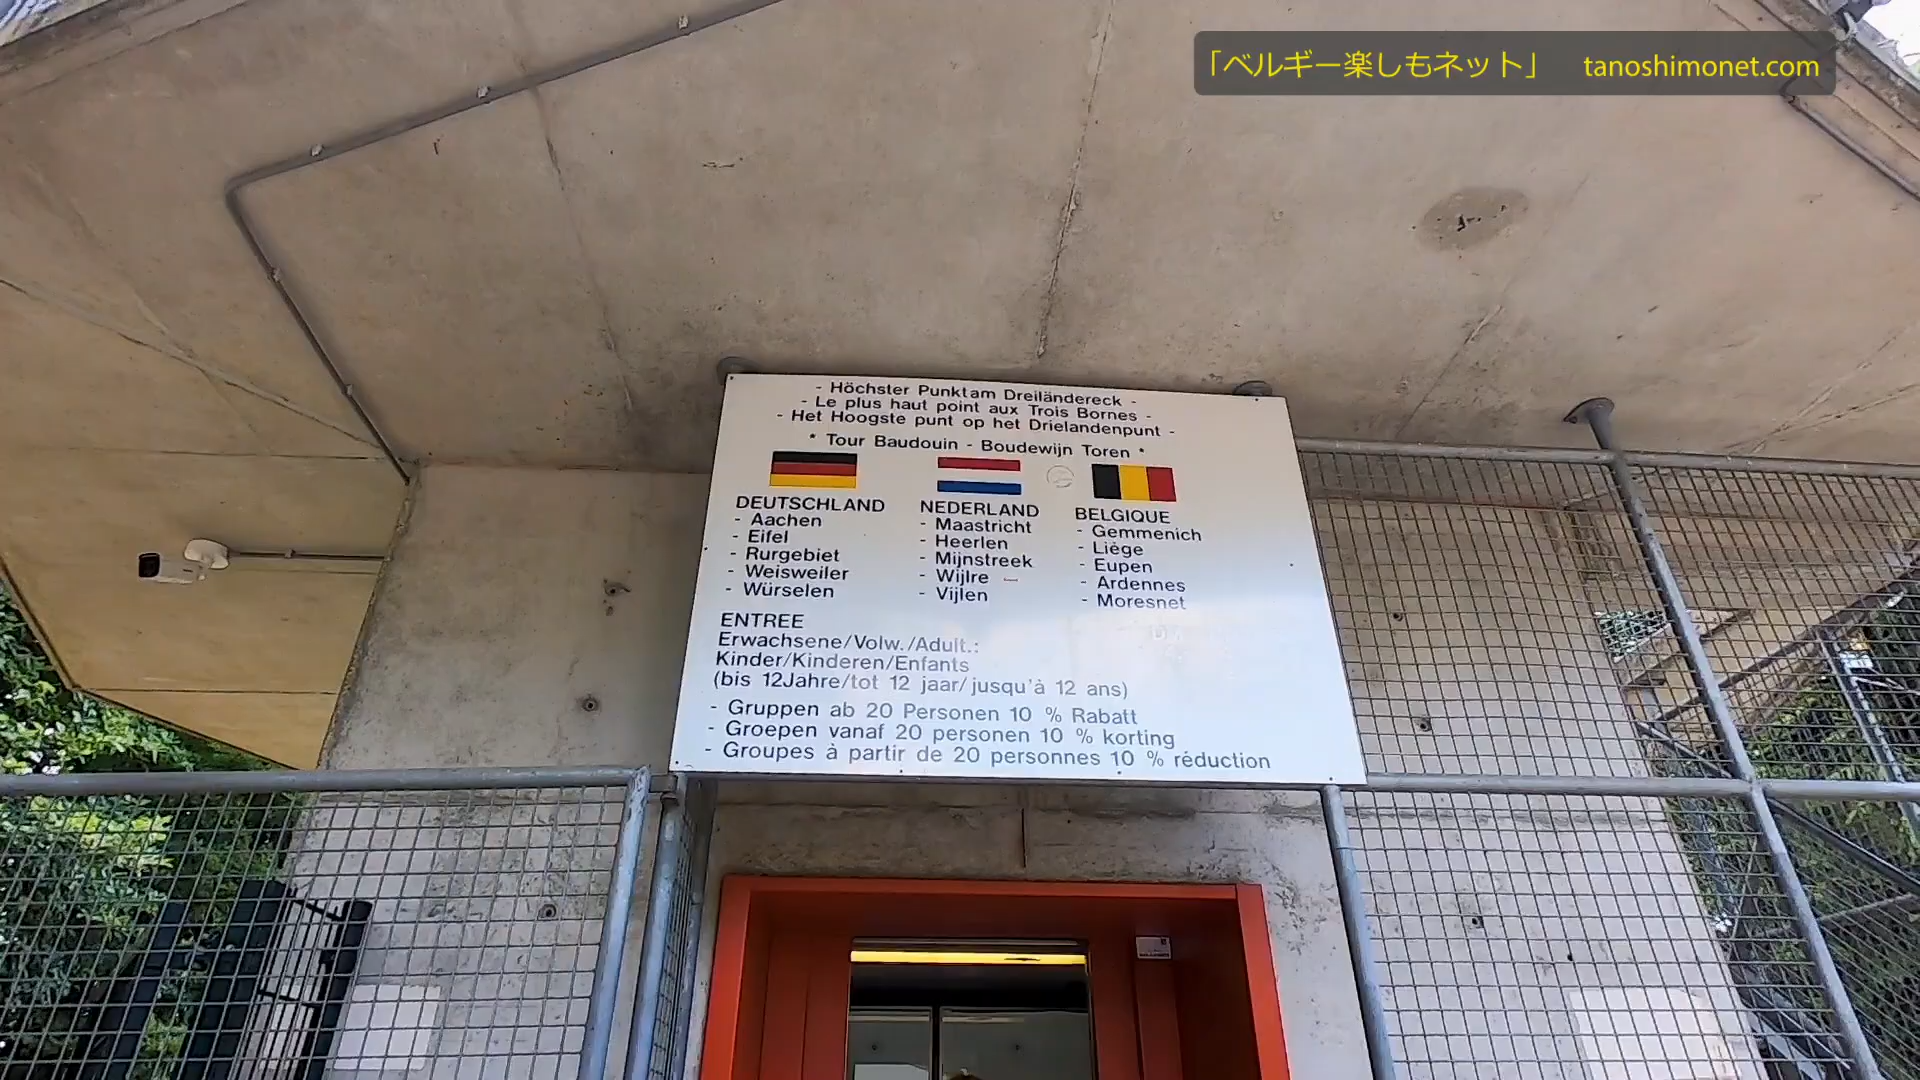 「ベルギー楽しもネット」 tanoshimonet.com
- Höchster Punkt am Dreiländereck -
- Le plus haut point aux Trois Bornes -
- Het Hoogste punt op het Drielandenpunt -
* Tour Baudouin - Boudewijn Toren *
DEUTSCHLAND
- Aachen
- Eifel
- Rurgebiet
- Weisweiler
- Würselen
NEDERLAND
- Maastricht
- Heerlen
- Mijnstreek
- Wijlre
- Vijlen
BELGIQUE
- Gemmenich
- Liège
- Eupen
- Ardennes
- Moresnet
ENTREE
Erwachsene/Volw./Adult.:
Kinder/Kinderen/Enfants
(bis 12Jahre/tot 12 jaar/jusqu'à 12 ans)
- Gruppen ab 20 Personen 10 % Rabatt
- Groepen vanaf 20 personen 10 % korting
- Groupes à partir de 20 personnes 10 % réduction